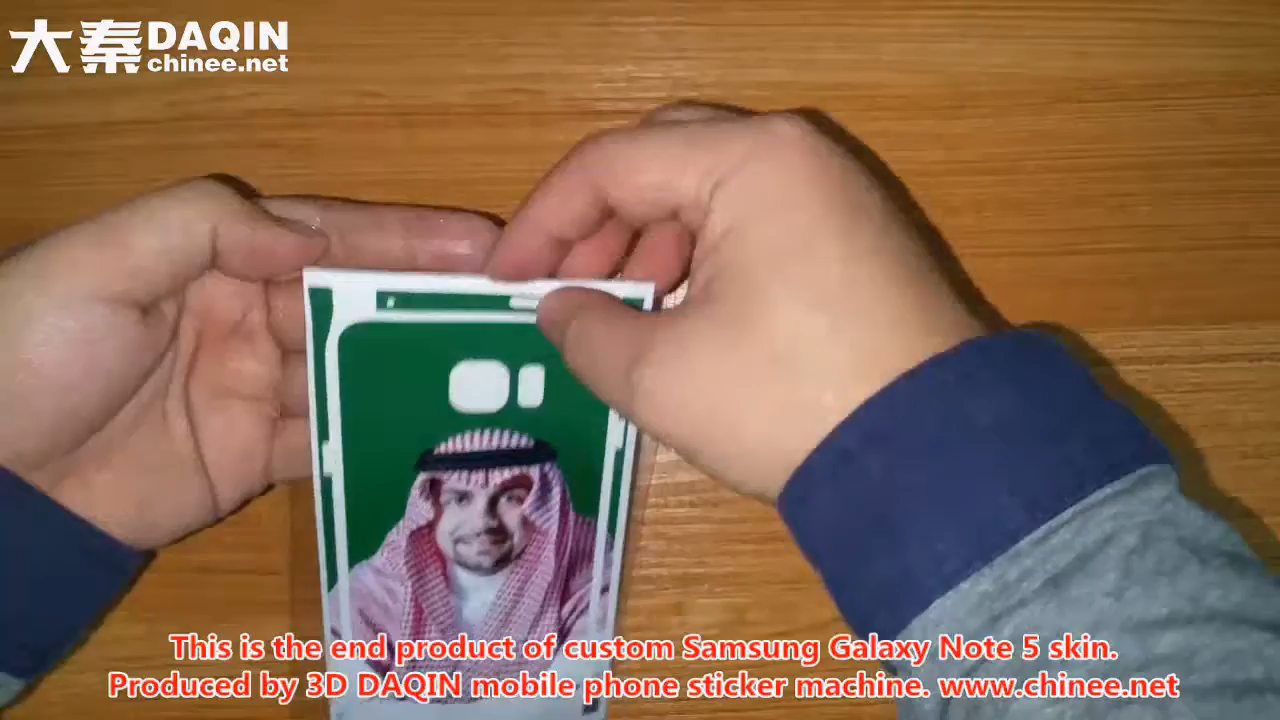 大秦 DAQIN
chinee.net
This is the end product of custom Samsung Galaxy Note 5 skin.
Produced by 3D DAQIN mobile phone sticker machine. www.chinee.net